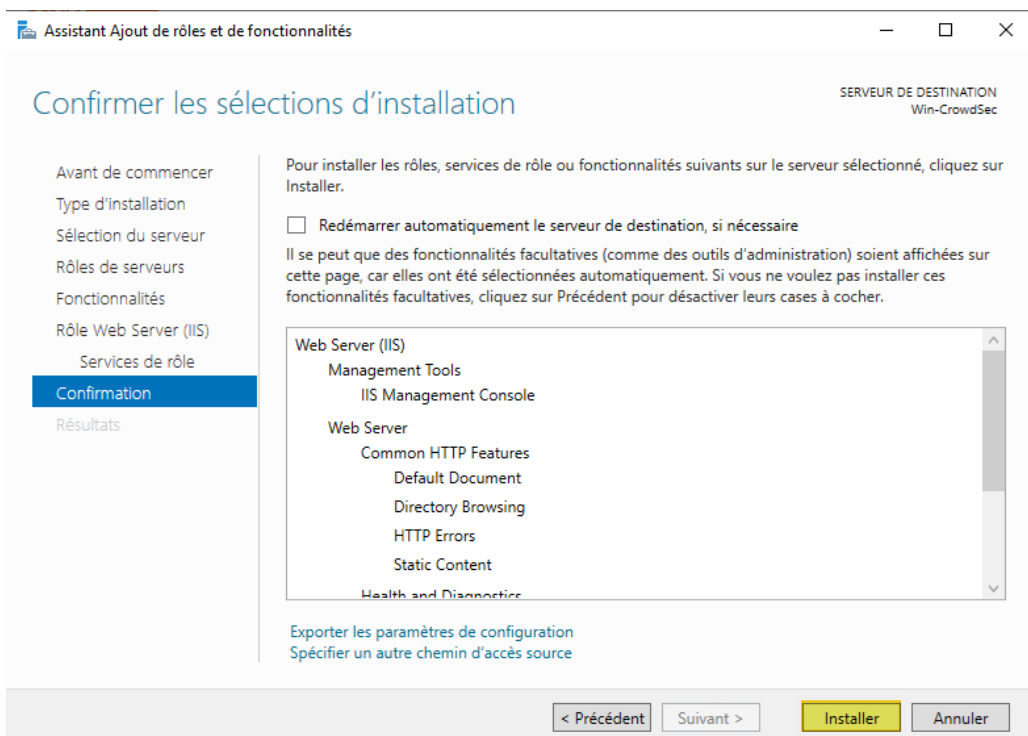 Assistant Ajout de rôles et de fonctionnalités
Confirmer les sélections d'installation
SERVEUR DE DESTINATION
Win-CrowdSec
Avant de commencer
Type d'installation
Sélection du serveur
Rôles de serveurs
Fonctionnalités
Rôle Web Server (IIS)
Services de rôle
Confirmation
Résultats
Pour installer les rôles, services de rôle ou fonctionnalités suivants sur le serveur sélectionné, cliquez sur
Installer.
Redémarrer automatiquement le serveur de destination, si nécessaire
Il se peut que des fonctionnalités facultatives (comme des outils d'administration) soient affichées sur
cette page, car elles ont été sélectionnées automatiquement. Si vous ne voulez pas installer ces
fonctionnalités facultatives, cliquez sur Précédent pour désactiver leurs cases à cocher.
Web Server (IIS)
Management Tools
IIS Management Console
Web Server
Common HTTP Features
Default Document
Directory Browsing
HTTP Errors
Static Content
Health and Diagnostics
Exporter les paramètres de configuration
Spécifier un autre chemin d'accès source
< Précédent
Suivant >
Installer
Annuler